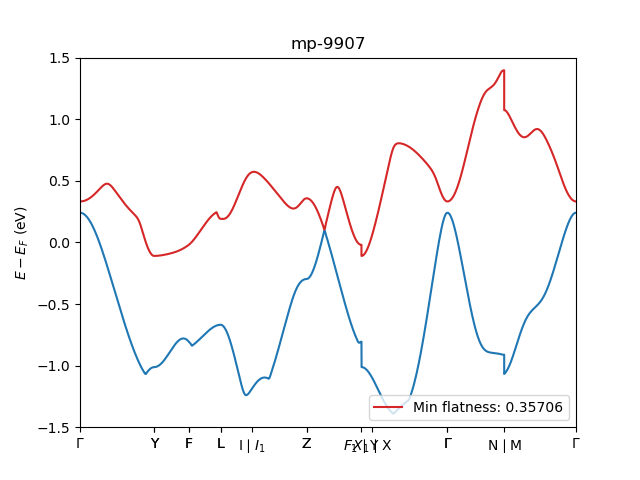 mp-9907
E − E_F (eV)
1.5
1.0
0.5
0.0
−0.5
−1.0
−1.5
Min flatness: 0.35706
Γ Y F L I | I₁ Z X | Y X Γ N | M Γ